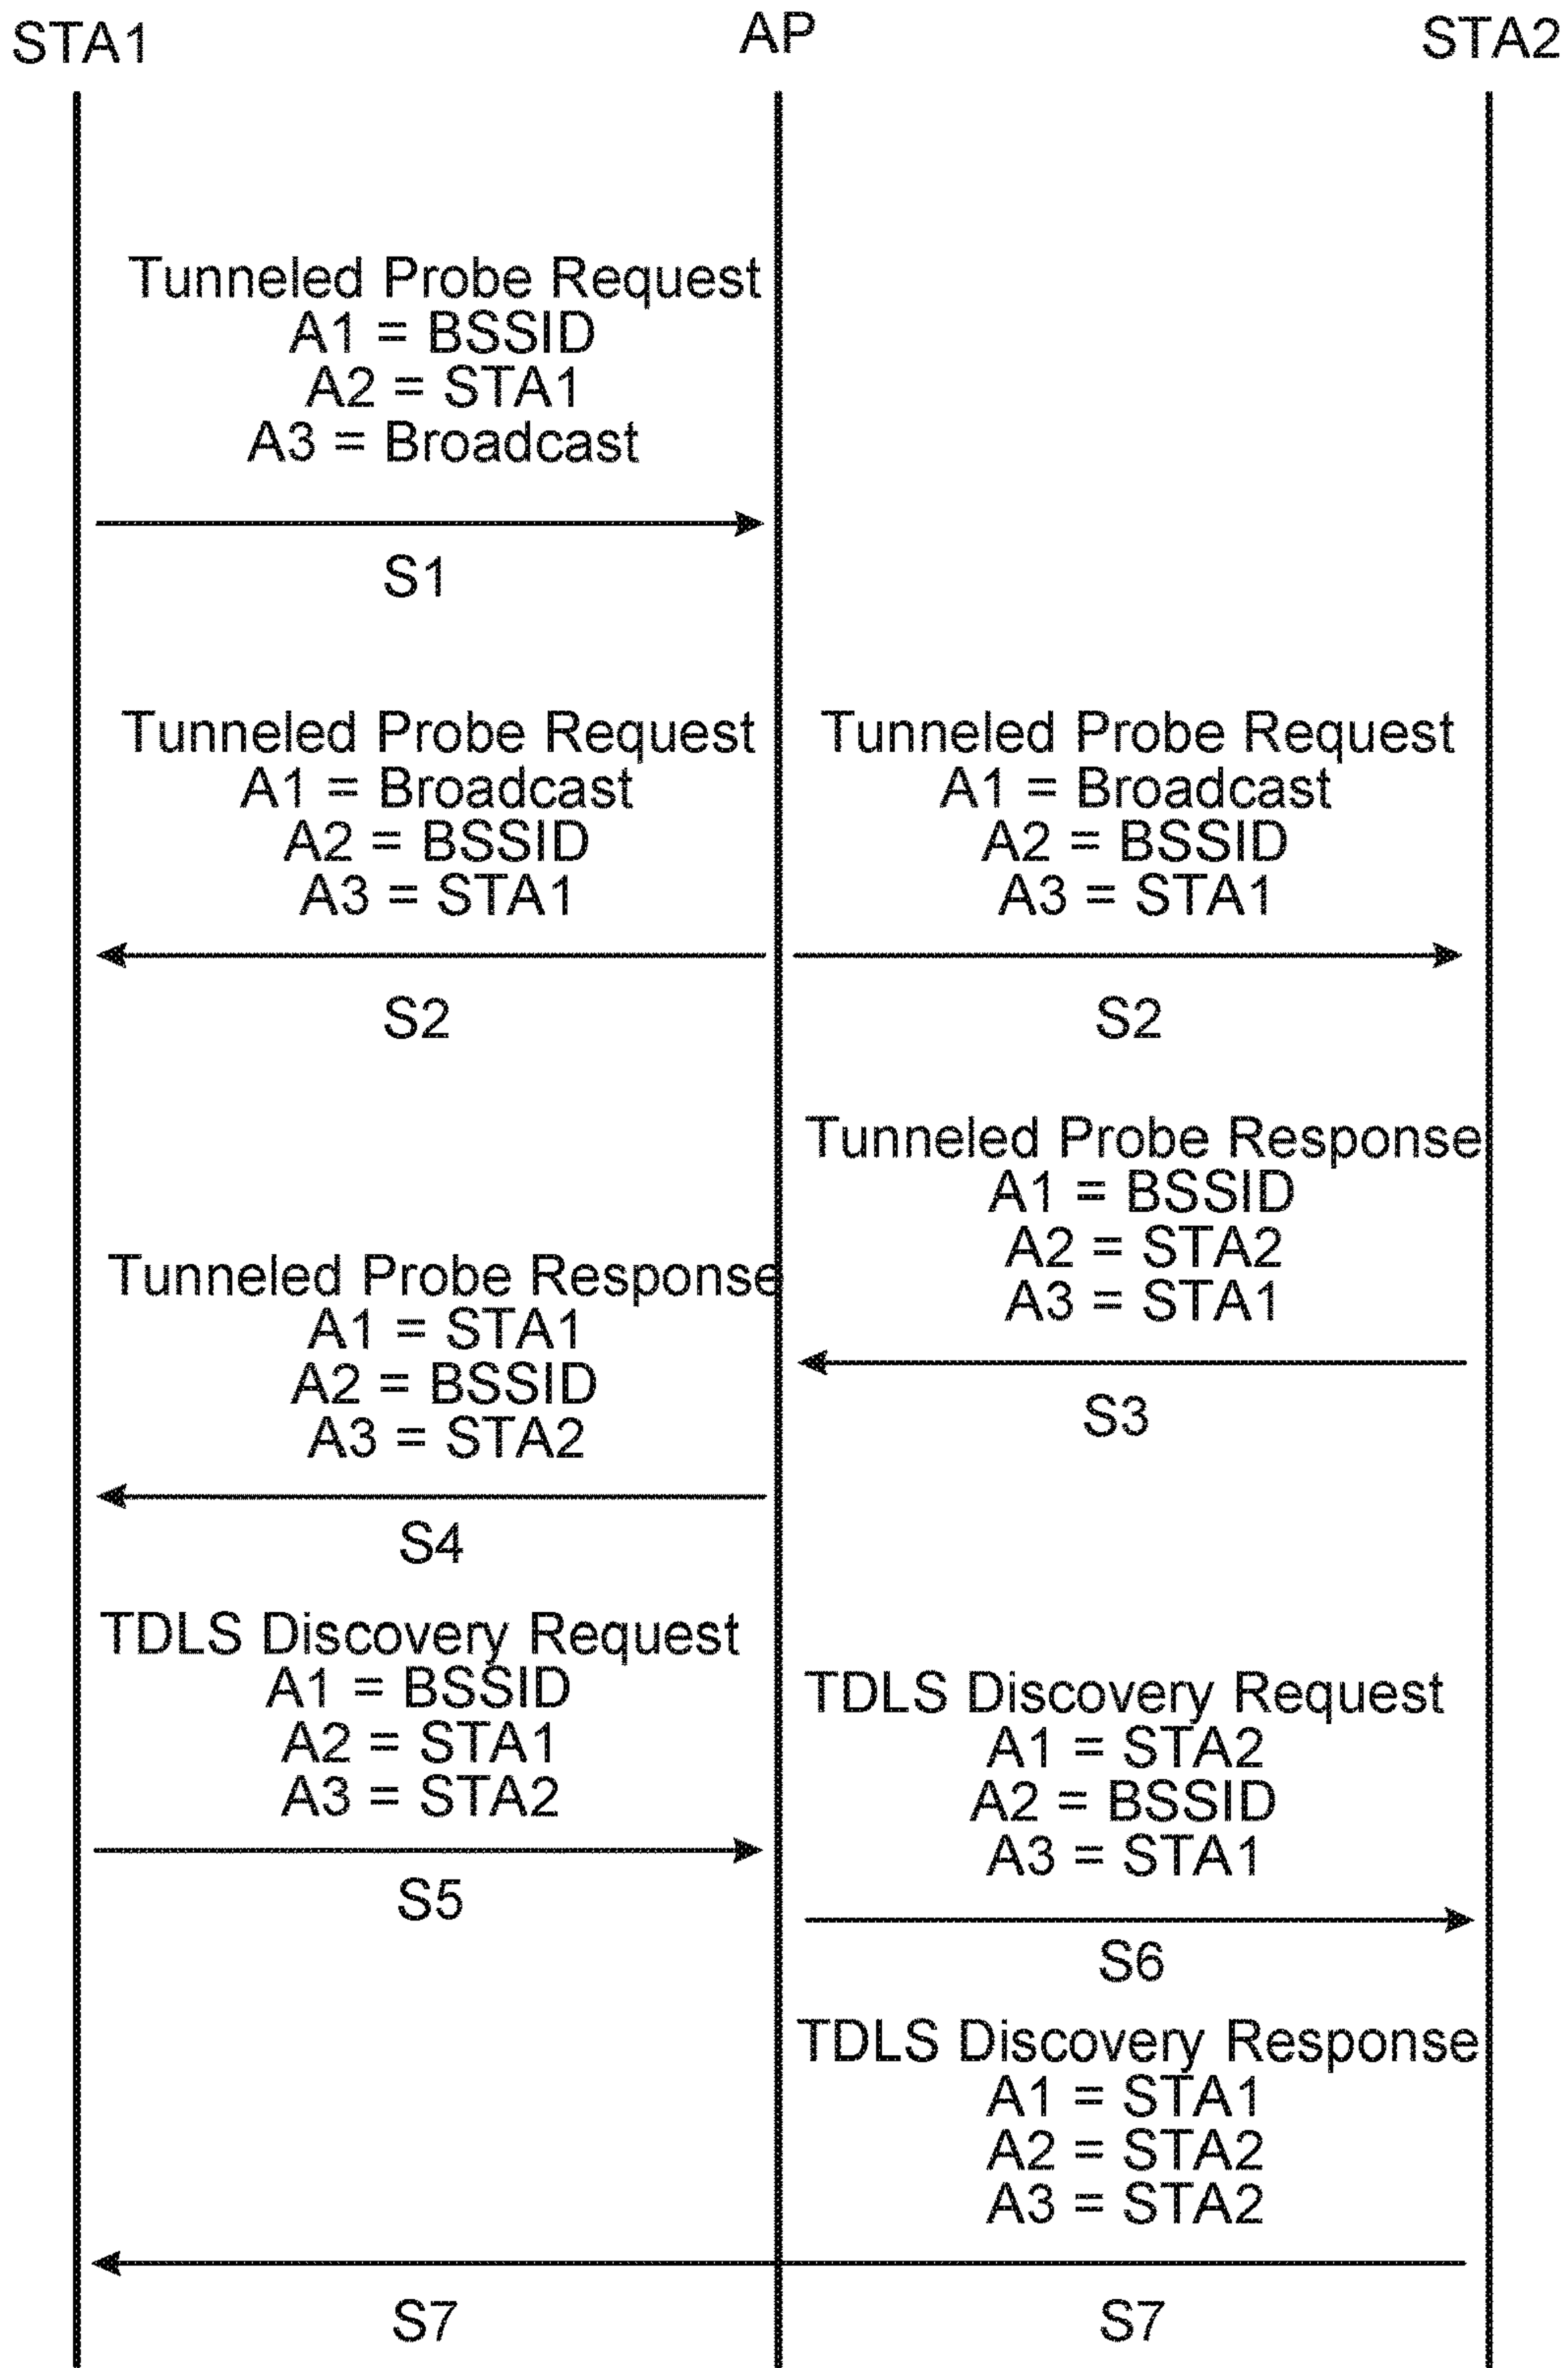 STA1
AP
STA2
Tunneled Probe Request
A1 = BSSID
A2 = STA1
A3 = Broadcast
S1
Tunneled Probe Request
A1 = Broadcast
A2 = BSSID
A3 = STA1
S2
Tunneled Probe Request
A1 = Broadcast
A2 = BSSID
A3 = STA1
S2
Tunneled Probe Response
A1 = BSSID
A2 = STA2
A3 = STA1
S3
Tunneled Probe Response
A1 = STA1
A2 = BSSID
A3 = STA2
S4
TDLS Discovery Request
A1 = BSSID
A2 = STA1
A3 = STA2
S5
TDLS Discovery Request
A1 = STA2
A2 = BSSID
A3 = STA1
S6
TDLS Discovery Response
A1 = STA1
A2 = STA2
A3 = STA2
S7
S7